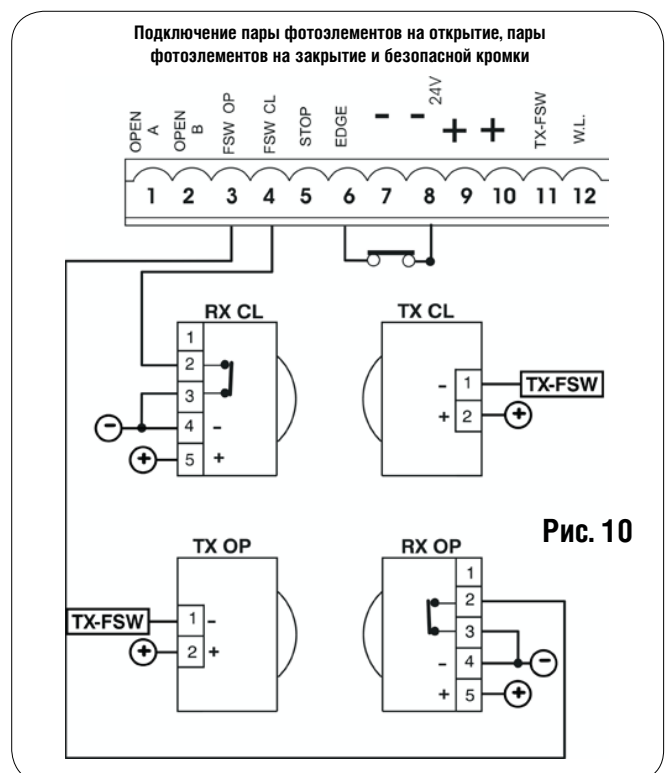 Подключение пары фотоэлементов на открытие, пары
фотоэлементов на закрытие и безопасной кромки
OPEN A
OPEN B
FSW OP
FSW CL
STOP
EDGE
-
-
24V
+
+
TX-FSW
W.L.
1 2 3 4 5 6 7 8 9 10 11 12
RX CL
1
2
3
4 -
5 +
-
+
TX CL
- 1 TX-FSW
+ 2 +
Рис. 10
TX OP
TX-FSW 1 -
+ 2 +
RX OP
1
2
3
- 4
+ 5
-
+